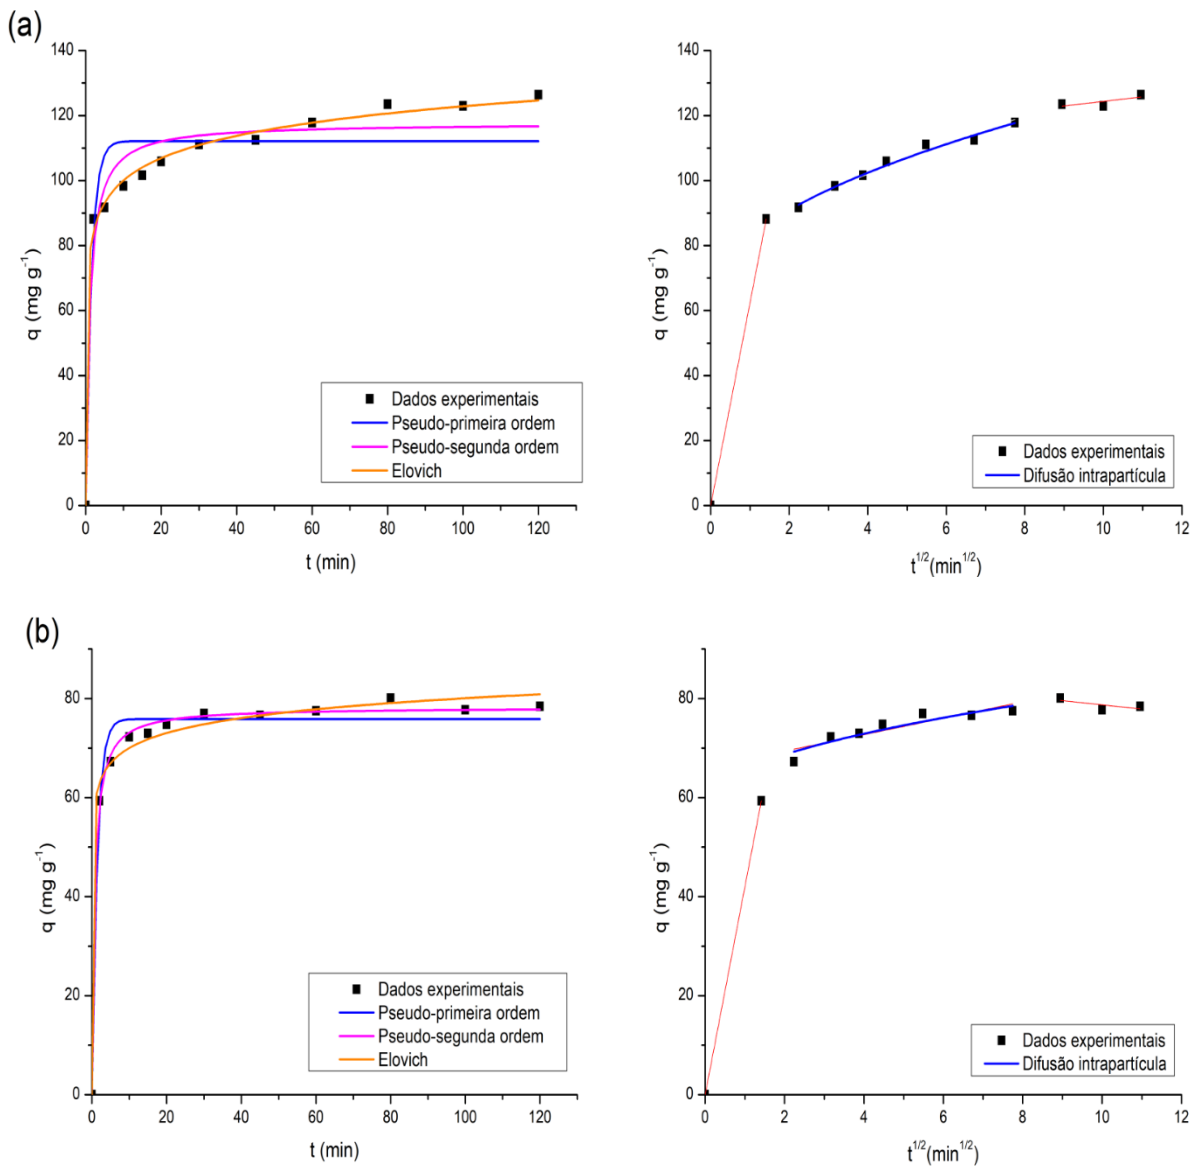 (a)
140
120
100
80
60
40
20
0
q (mg g⁻¹)
0 20 40 60 80 100 120
t (min)
Dados experimentais
Pseudo-primeira ordem
Pseudo-segunda ordem
Elovich
140
120
100
80
60
40
20
0
q (mg g⁻¹)
0 2 4 6 8 10 12
t^1/2(min^1/2)
Dados experimentais
Difusão intrapartícula
(b)
80
60
40
20
0
q (mg g⁻¹)
0 20 40 60 80 100 120
t (min)
Dados experimentais
Pseudo-primeira ordem
Pseudo-segunda ordem
Elovich
80
60
40
20
0
q (mg g⁻¹)
0 2 4 6 8 10 12
t^1/2(min^1/2)
Dados experimentais
Difusão intrapartícula